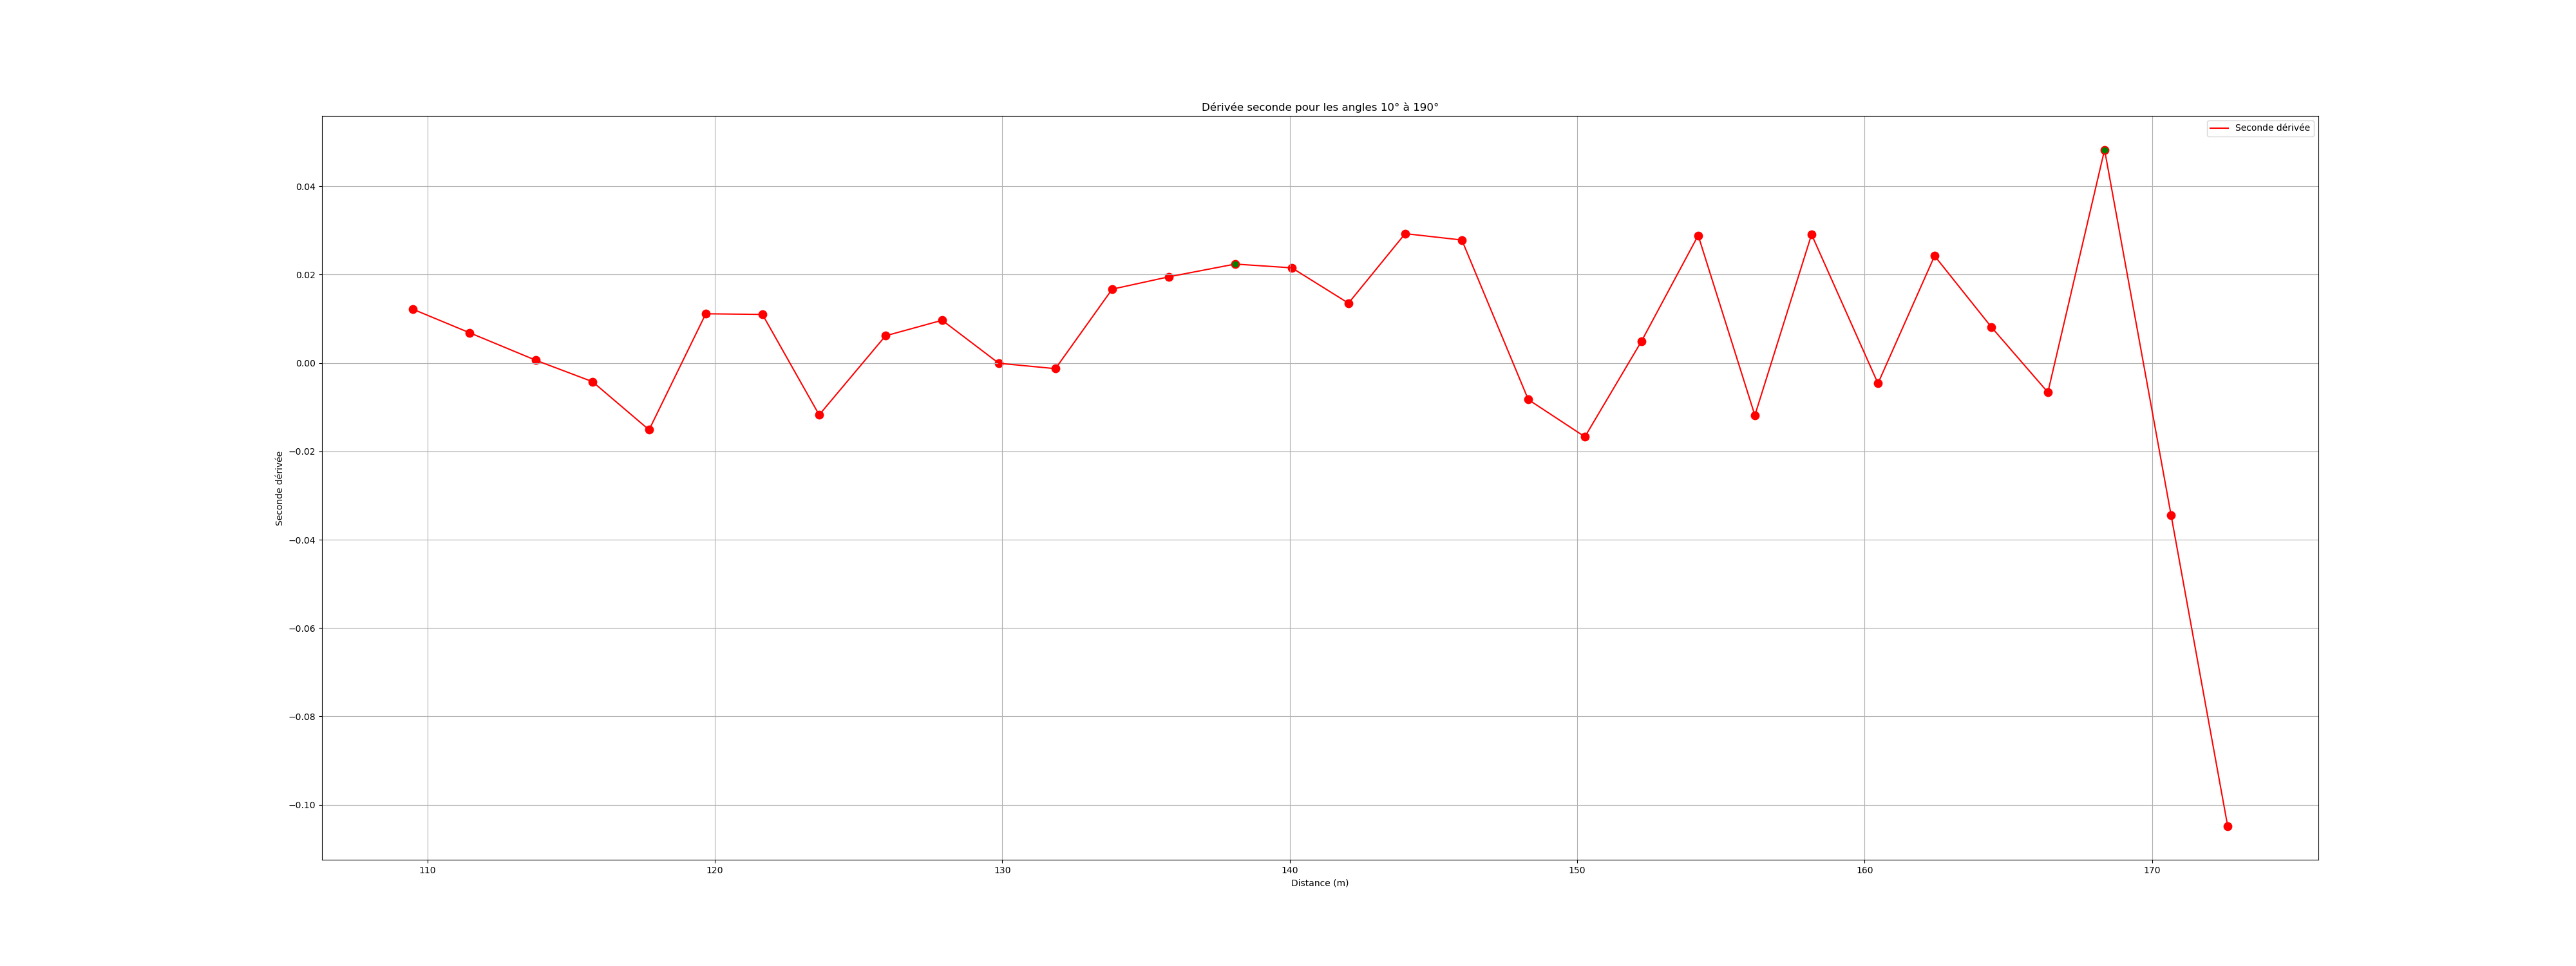 Dérivée seconde pour les angles 10° à 190°
Seconde dérivée
0.04
0.02
0.00
−0.02
−0.04
−0.06
−0.08
−0.10
Seconde dérivée
110 120 130 140 150 160 170
Distance (m)